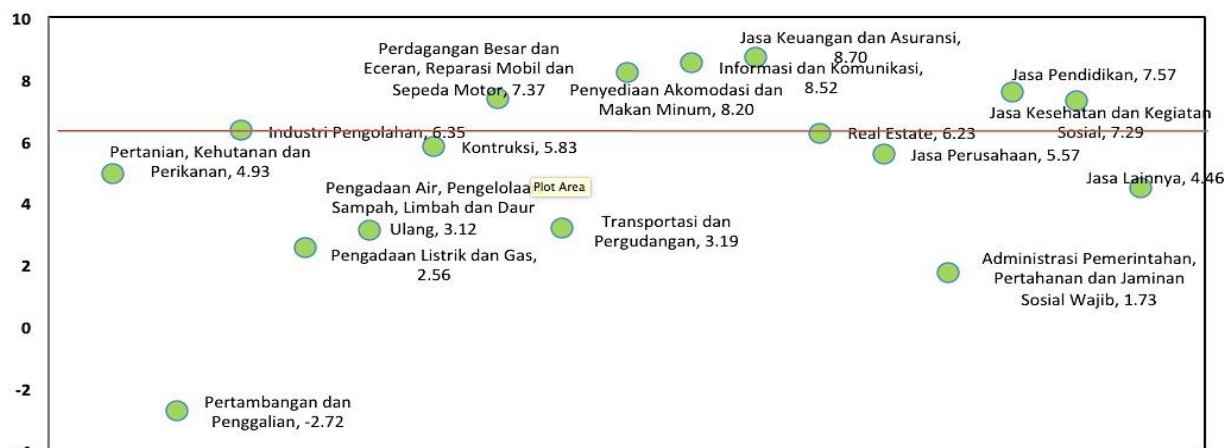 10
8
6
4
2
0
-2
Perdagangan Besar dan
Eceran, Reparasi Mobil dan
Sepeda Motor, 7.37
Jasa Keuangan dan Asuransi,
8.70
Informasi dan Komunikasi,
8.52
Penyediaan Akomodasi dan
Makan Minum, 8.20
Jasa Pendidikan, 7.57
Jasa Kesehatan dan Kegiatan
Sosial, 7.29
Industri Pengolahan, 6.35
Real Estate, 6.23
Pertanian, Kehutanan dan
Perikanan, 4.93
Kontruksi, 5.83
Jasa Perusahaan, 5.57
Jasa Lainnya, 4.46
Pengadaan Air, Pengelolaa
Sampah, Limbah dan Daur
Ulang, 3.12
Plot Area
Transportasi dan
Pergudangan, 3.19
Pengadaan Listrik dan Gas,
2.56
Administrasi Pemerintahan,
Pertahanan dan Jaminan
Sosial Wajib, 1.73
Pertambangan dan
Penggalian, -2.72